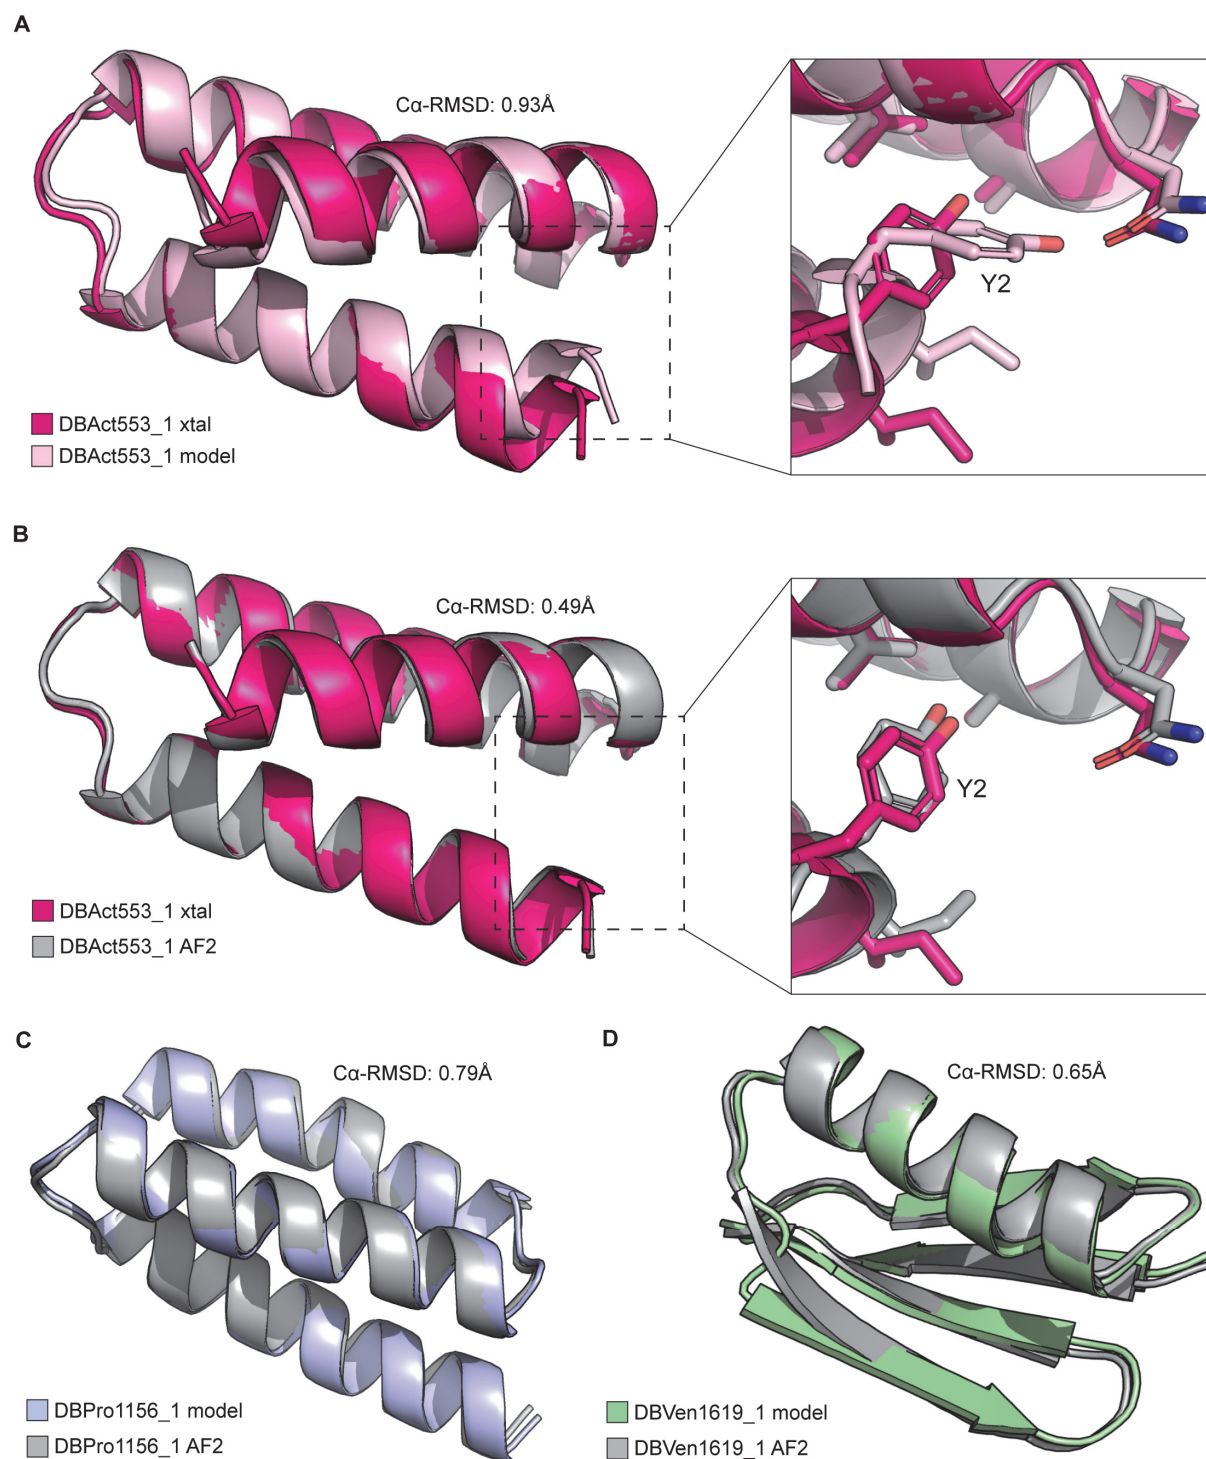 A
Cα-RMSD: 0.93Å
Y2
DBAct553_1 xtal
DBAct553_1 model
B
Cα-RMSD: 0.49Å
Y2
DBAct553_1 xtal
DBAct553_1 AF2
C
Cα-RMSD: 0.79Å
DBPro1156_1 model
DBPro1156_1 AF2
D
Cα-RMSD: 0.65Å
DBVen1619_1 model
DBVen1619_1 AF2